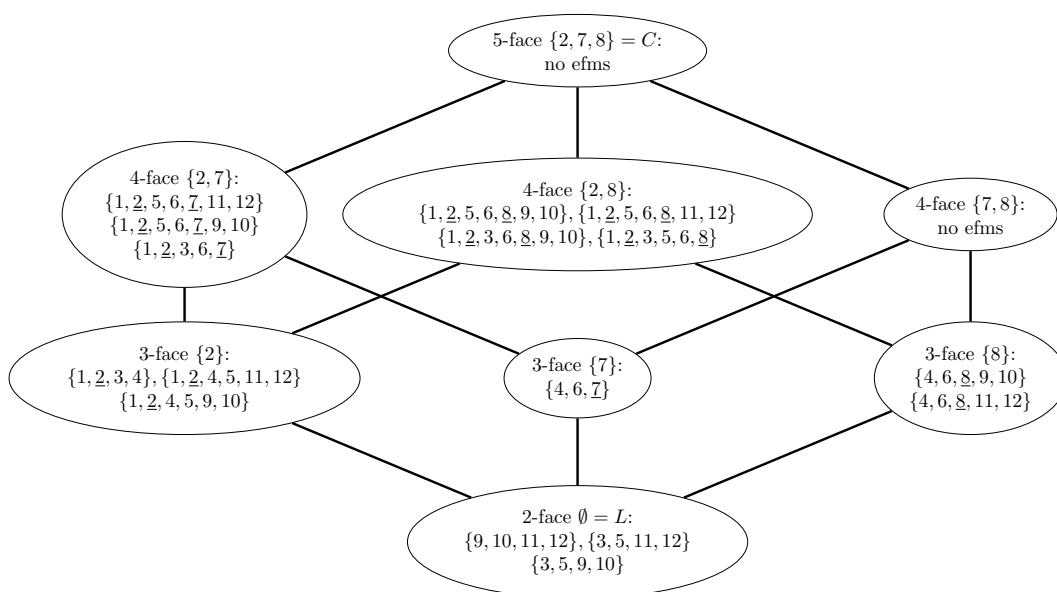 5-face {2, 7, 8} = C:
no efms
4-face {2, 7}:
{1, 2, 5, 6, 7, 11, 12}
{1, 2, 5, 6, 7, 9, 10}
{1, 2, 3, 6, 7}
4-face {2, 8}:
{1, 2, 5, 6, 8, 9, 10}, {1, 2, 5, 6, 8, 11, 12}
{1, 2, 3, 6, 8, 9, 10}, {1, 2, 3, 5, 6, 8}
4-face {7, 8}:
no efms
3-face {2}:
{1, 2, 3, 4}, {1, 2, 4, 5, 11, 12}
{1, 2, 4, 5, 9, 10}
3-face {7}:
{4, 6, 7}
3-face {8}:
{4, 6, 8, 9, 10}
{4, 6, 8, 11, 12}
2-face ∅ = L:
{9, 10, 11, 12}, {3, 5, 11, 12}
{3, 5, 9, 10}